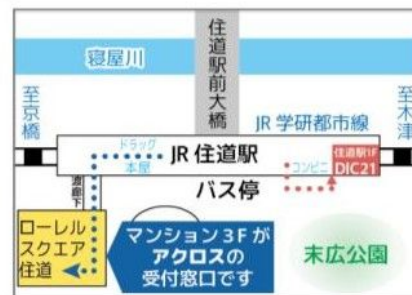 住道駅前大橋
寝屋川
至京橋
至木津
JR 学研都市線
ドラッグ
本屋
JR 住道駅
コンビニ
住道駅1F
DIC21
バス停
渡廊下
ローレル
スクエア
住道
マンション3Fが
アクロスの
受付窓口です
末広公園